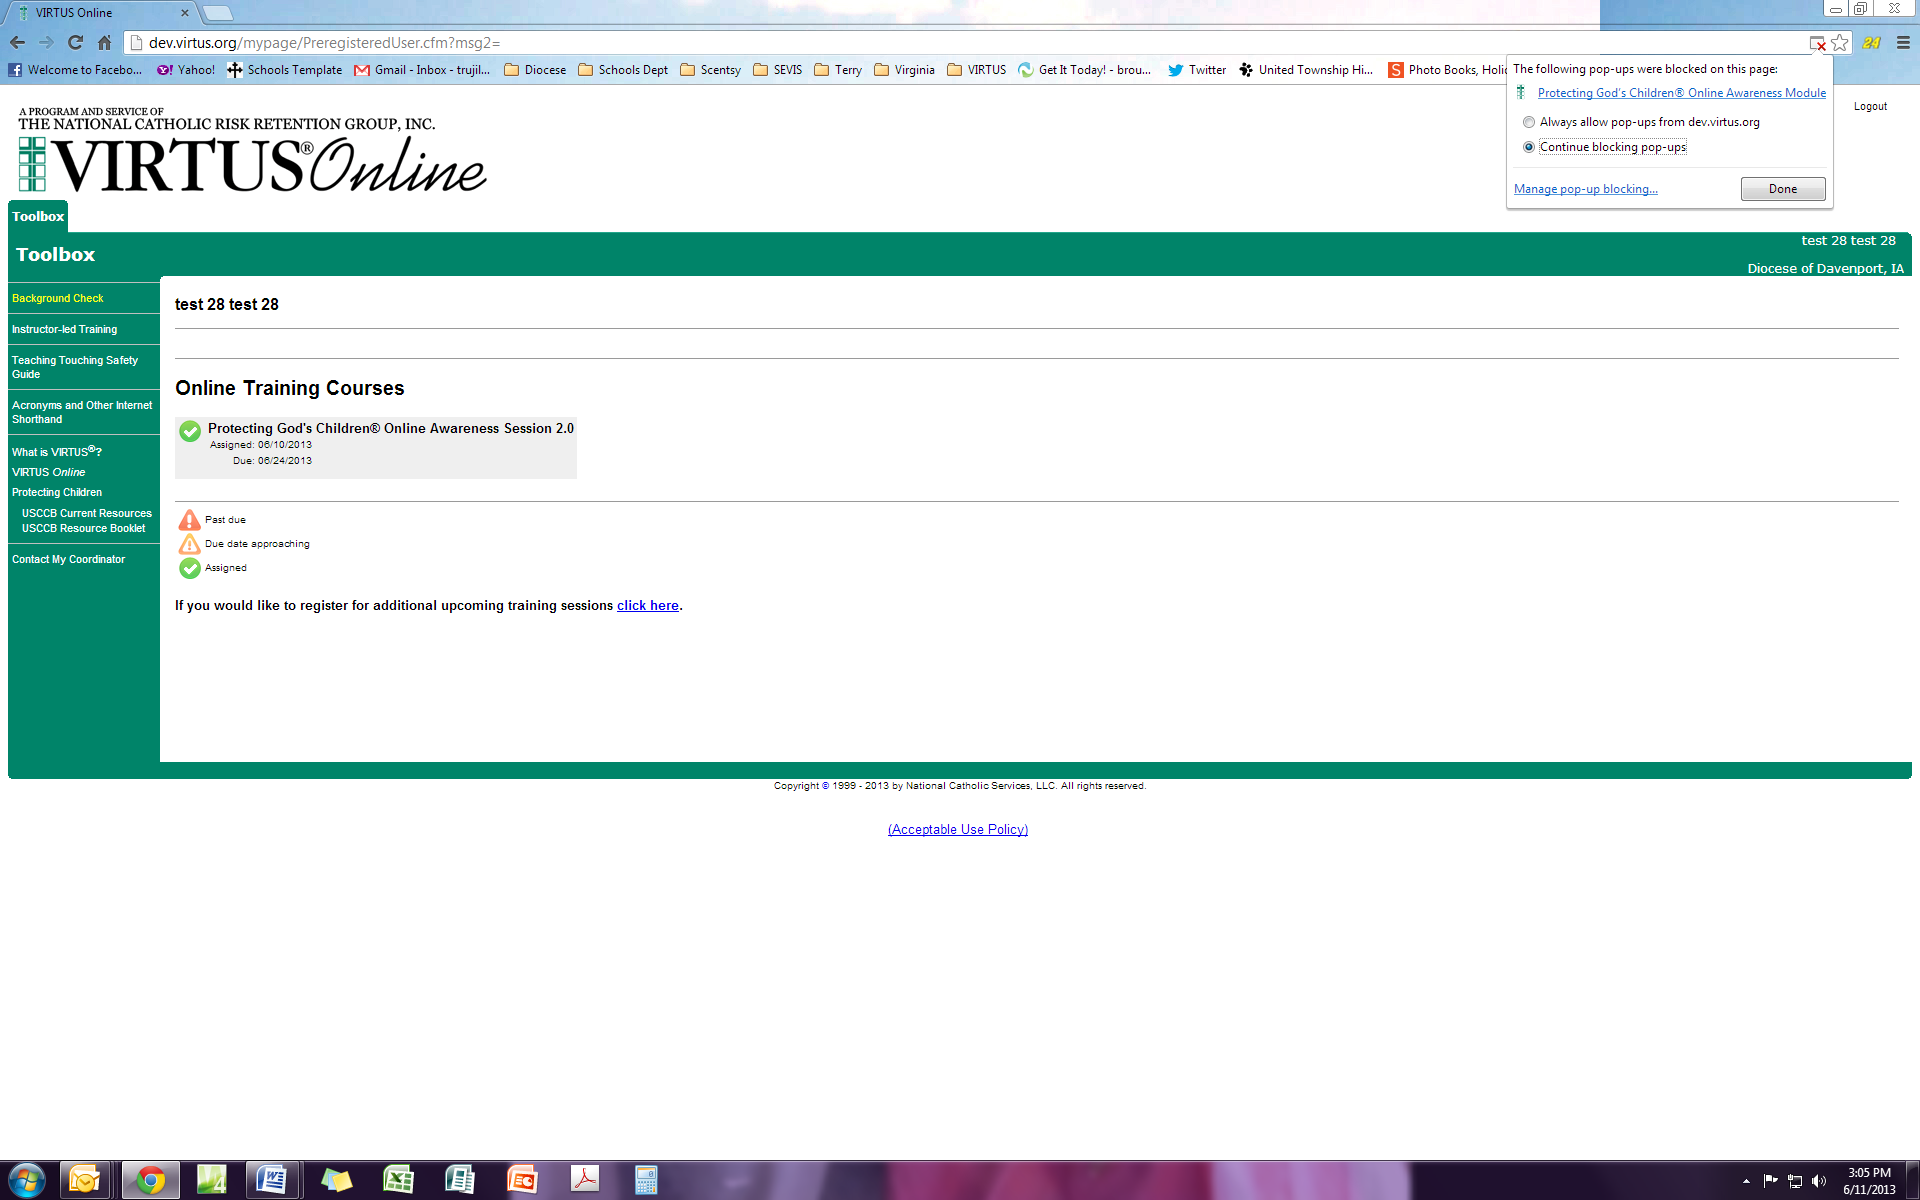 VIRTUS Online
dev.virtus.org/mypage/PreregisteredUser.cfm?msg2=
24
Welcome to Facebo...
Yahoo!
Schools Template
Gmail - Inbox - trujil...
Diocese
Schools Dept
Scentsy
SEVIS
Terry
Virginia
VIRTUS
Get It Today! - brou...
Twitter
United Township Hi...
Photo Books, Holi
The following pop-ups were blocked on this page:
Protecting God's Children® Online Awareness Module
Always allow pop-ups from dev.virtus.org
Continue blocking pop-ups
Manage pop-up blocking...
Done
Logout
A PROGRAM AND SERVICE OF
THE NATIONAL CATHOLIC RISK RETENTION GROUP, INC.
VIRTUS® Online
Toolbox
Toolbox
test 28 test 28
Diocese of Davenport, IA
Background Check
Instructor-led Training
Teaching Touching Safety
Guide
Acronyms and Other Internet
Shorthand
What is VIRTUS®?
VIRTUS Online
Protecting Children
USCCB Current Resources
USCCB Resource Booklet
Contact My Coordinator
test 28 test 28
Online Training Courses
Protecting God's Children® Online Awareness Session 2.0
Assigned: 06/10/2013
Due: 06/24/2013
Past due
Due date approaching
Assigned
If you would like to register for additional upcoming training sessions click here.
Copyright © 1999 - 2013 by National Catholic Services, LLC. All rights reserved.
(Acceptable Use Policy)
3:05 PM
6/11/2013